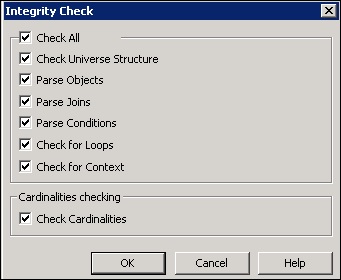 Integrity Check
Check All
Check Universe Structure
Parse Objects
Parse Joins
Parse Conditions
Check for Loops
Check for Context
Cardinalities checking
Check Cardinalities
OK Cancel Help